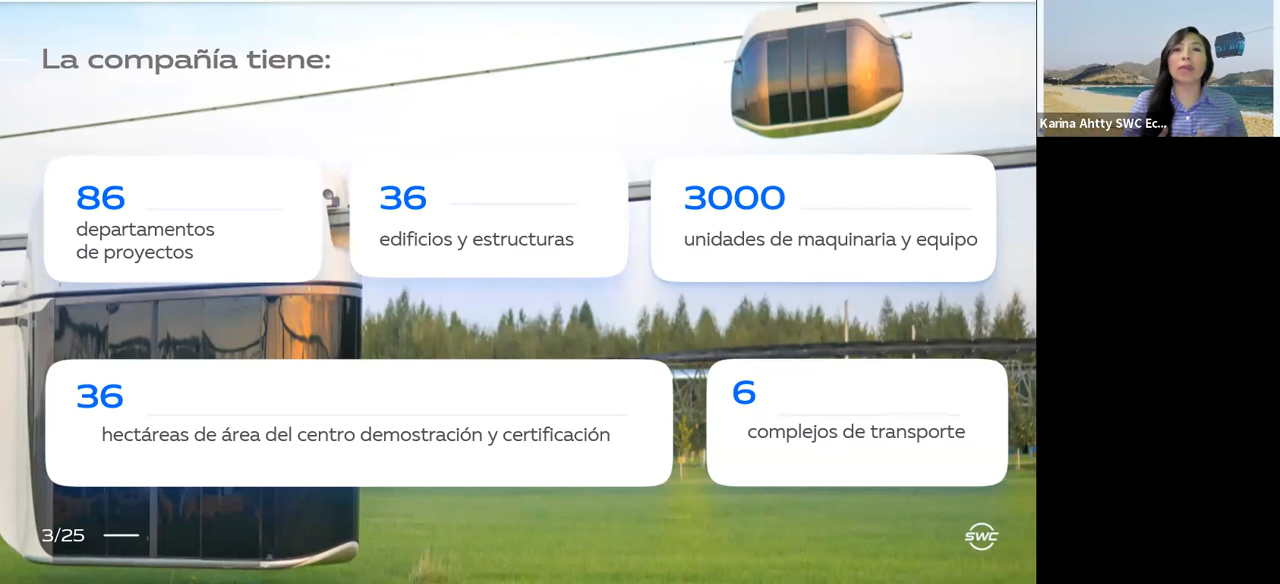 La compañía tiene:
86
departamentos
de proyectos
36
edificios y estructuras
3000
unidades de maquinaria y equipo
36
hectáreas de área del centro demostración y certificación
6
complejos de transporte
3/25
SWC
Karina Ahtty SWC Ec...